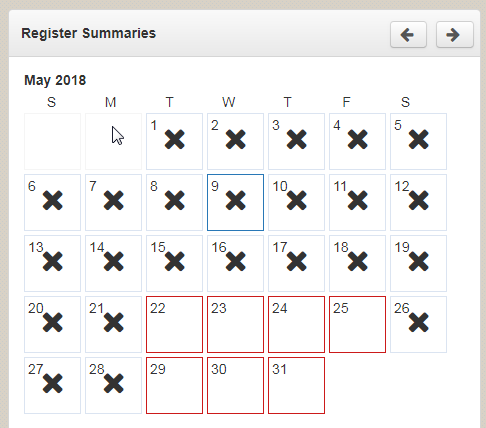 Register Summaries
May 2018
S M T W T F S
1 2 3 4 5
6 7 8 9 10 11 12
13 14 15 16 17 18 19
20 21 22 23 24 25 26
27 28 29 30 31